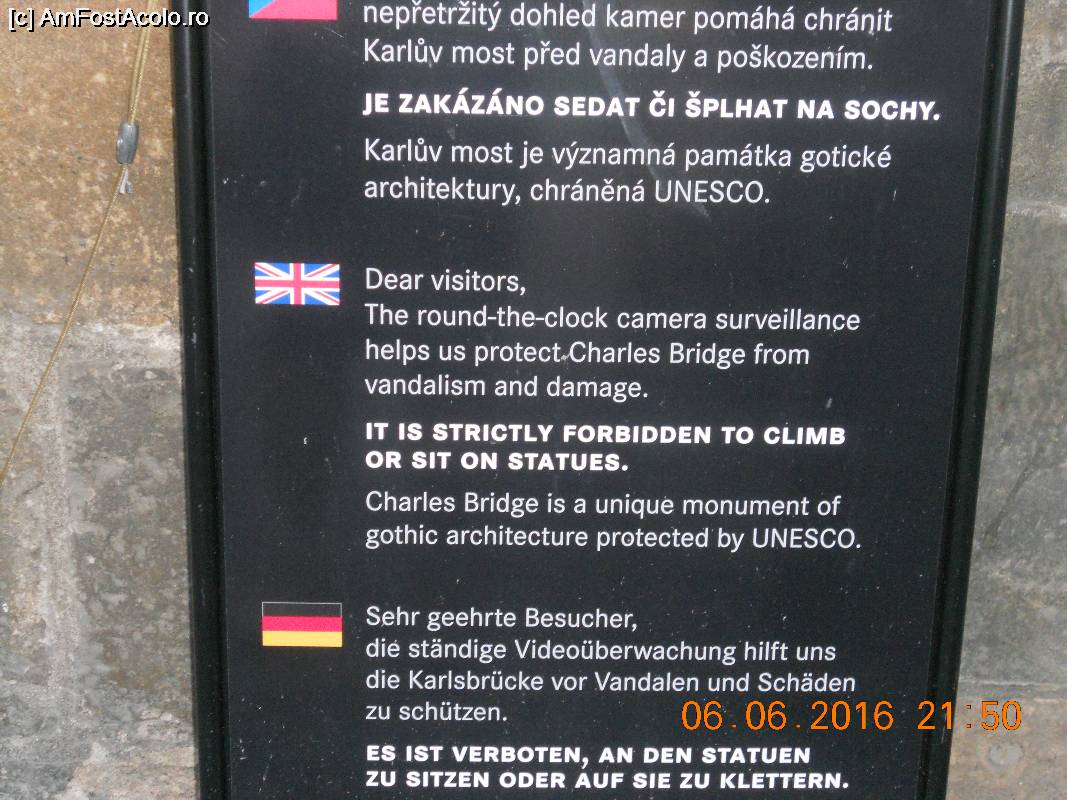 [c] AmFostAcolo.ro
nepřetržitý dohled kamer pomáhá chránit
Karlův most před vandaly a poškozením.
JE ZAKÁZÁNO SEDAT ČI ŠPLHAT NA SOCHY.
Karlův most je významná památka gotické
architektury, chráněná UNESCO.
Dear visitors,
The round-the-clock camera surveillance
helps us protect Charles Bridge from
vandalism and damage.
IT IS STRICTLY FORBIDDEN TO CLIMB
OR SIT ON STATUES.
Charles Bridge is a unique monument of
gothic architecture protected by UNESCO.
Sehr geehrte Besucher,
die ständige Videoüberwachung hilft uns
die Karlsbrücke vor Vandalen und Schäden
zu schützen.
06.06.2016 21:50
ES IST VERBOTEN, AN DEN STATUEN
ZU SITZEN ODER AUF SIE ZU KLETTERN.